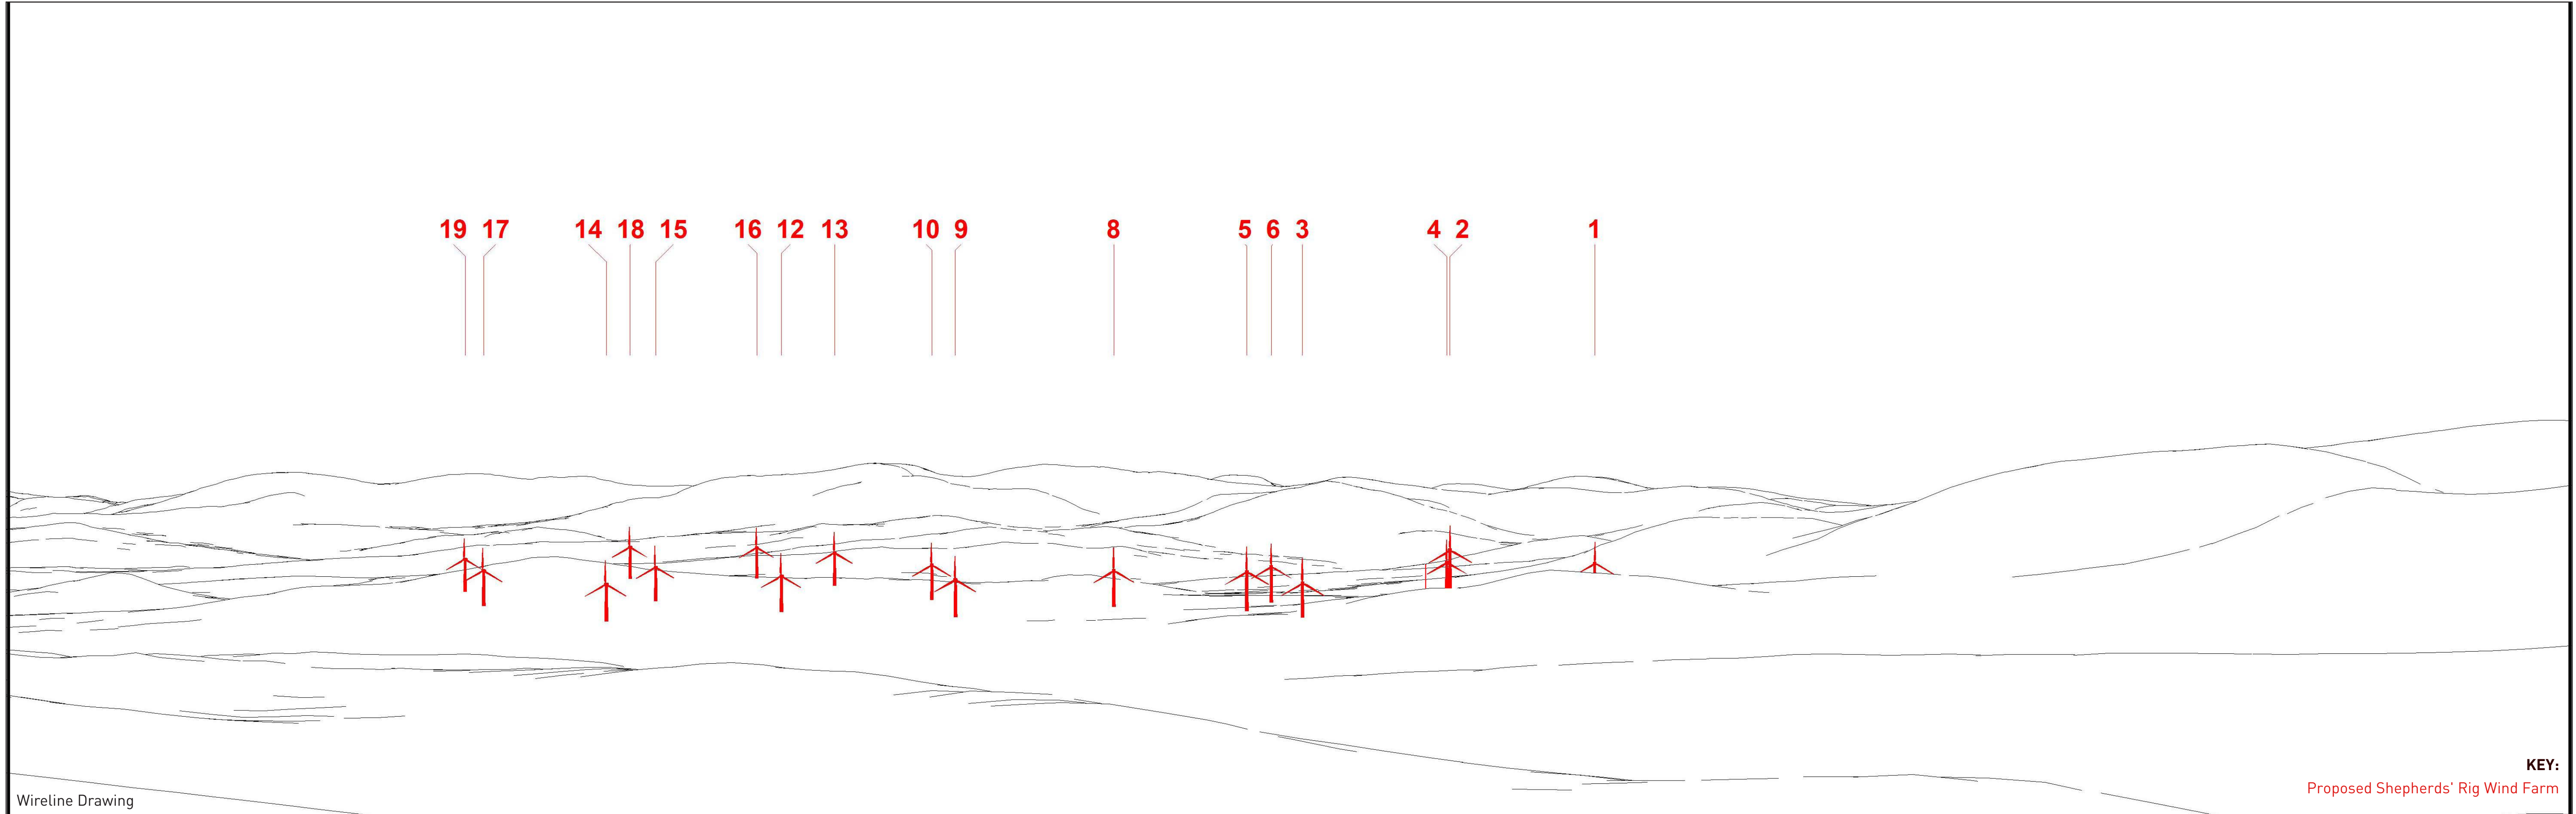 19 17 14 18 15 16 12 13 10 9 8 5 6 3 4 2 1
KEY:
Proposed Shepherds' Rig Wind Farm
Wireline Drawing